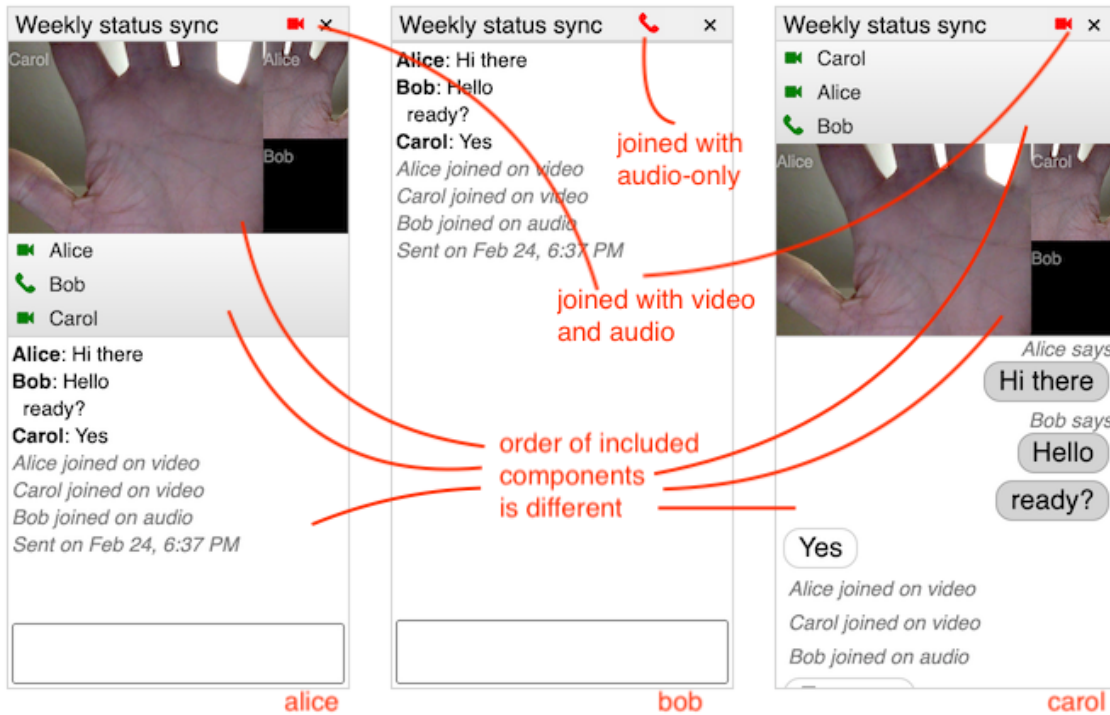 Weekly status sync
Carol
Alice
Bob
Alice
Bob
Carol
Alice: Hi there
Bob: Hello
ready?
Carol: Yes
Alice joined on video
Carol joined on video
Bob joined on audio
Sent on Feb 24, 6:37 PM
alice
Weekly status sync
Alice: Hi there
Bob: Hello
ready?
Carol: Yes
Alice joined on video
Carol joined on video
Bob joined on audio
Sent on Feb 24, 6:37 PM
bob
joined with
audio-only
joined with video
and audio
order of included
components
is different
Weekly status sync
Carol
Alice
Bob
Alice
Carol
Bob
Alice says
Hi there
Bob says
Hello
ready?
Yes
Alice joined on video
Carol joined on video
Bob joined on audio
carol